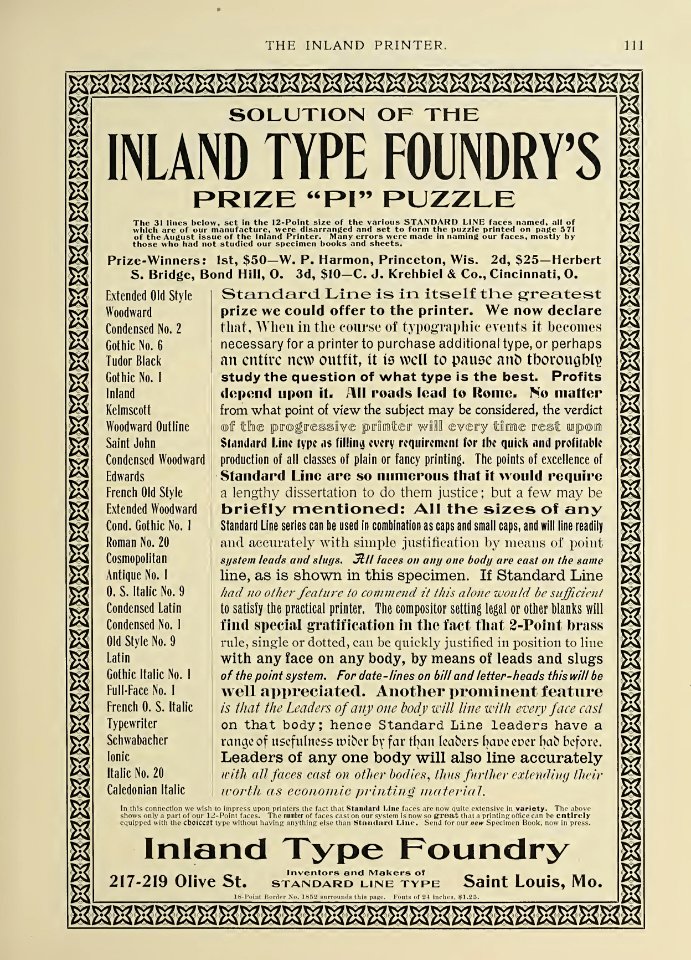 THE INLAND PRINTER.
111
SOLUTION OF THE
INLAND TYPE FOUNDRY'S
PRIZE "PI" PUZZLE
The 31 lines below, set in the 12-Point size of the various STANDARD LINE faces named, all of
which are of our manufacture, were disarranged and set to form the puzzle printed on page 571
of the August issue of the Inland Printer. Many errors were made in naming our faces, mostly by
those who had not studied our specimen books and sheets.
Prize-Winners: 1st, $50—W. P. Harmon, Princeton, Wis. 2d, $25—Herbert
S. Bridge, Bond Hill, O. 3d, $10—C. J. Krehbiel & Co., Cincinnati, O.
Extended Old Style Standard Line is in itself the greatest
Woodward prize we could offer to the printer. We now declare
Condensed No. 2 that, When in the course of typographic events it becomes
Gothic No. 6 necessary for a printer to purchase additional type, or perhaps
Tudor Black an entire new outfit, it is well to pause and thoroughly
Gothic No. 1 study the question of what type is the best. Profits
Inland depend upon it. All roads lead to Rome. No matter
Kelmscott from what point of view the subject may be considered, the verdict
Woodward Outline of the progressive printer will every time rest upon
Saint John Standard Line type as filling every requirement for the quick and profitable
Condensed Woodward production of all classes of plain or fancy printing. The points of excellence of
Edwards Standard Line are so numerous that it would require
French Old Style a lengthy dissertation to do them justice; but a few may be
Extended Woodward briefly mentioned: All the sizes of any
Cond. Gothic No. 1 Standard Line series can be used in combination as caps and small caps, and will line readily
Roman No. 20 and accurately with simple justification by means of point
Cosmopolitan system leads and slugs. All faces on any one body are cast on the same
Antique No. 1 line, as is shown in this specimen. If Standard Line
O. S. Italic No. 9 had no other feature to commend it this alone would be sufficient
Condensed Latin to satisfy the practical printer. The compositor setting legal or other blanks will
Condensed No. 1 find special gratification in the fact that 2-Point brass
Old Style No. 9 rule, single or dotted, can be quickly justified in position to line
Latin with any face on any body, by means of leads and slugs
Gothic Italic No. 1 of the point system. For date-lines on bill and letter-heads this will be
Full-Face No. 1 well appreciated. Another prominent feature
French O. S. Italic is that the Leaders of any one body will line with every face cast
Typewriter on that body; hence Standard Line leaders have a
Schwabacher range of usefulness wider by far than leaders have ever had before.
Ionic Leaders of any one body will also line accurately
Italic No. 20 with all faces cast on other bodies, thus further extending their
Caledonian Italic worth as economic printing material.
In this connection we wish to impress upon printers the fact that Standard Line faces are now quite extensive in variety. The above
shows only a part of our 12-Point faces. The number of faces cast on our system is now so great that a printing office can be entirely
equipped with the choicest type without having anything else than Standard Line. Send for our new Specimen Book, now in press.
Inland Type Foundry
217-219 Olive St. Inventors and Makers of STANDARD LINE TYPE Saint Louis, Mo.
18-Point Border No. 1852 surrounds this page. Fonts of 24 inches, $1.25.